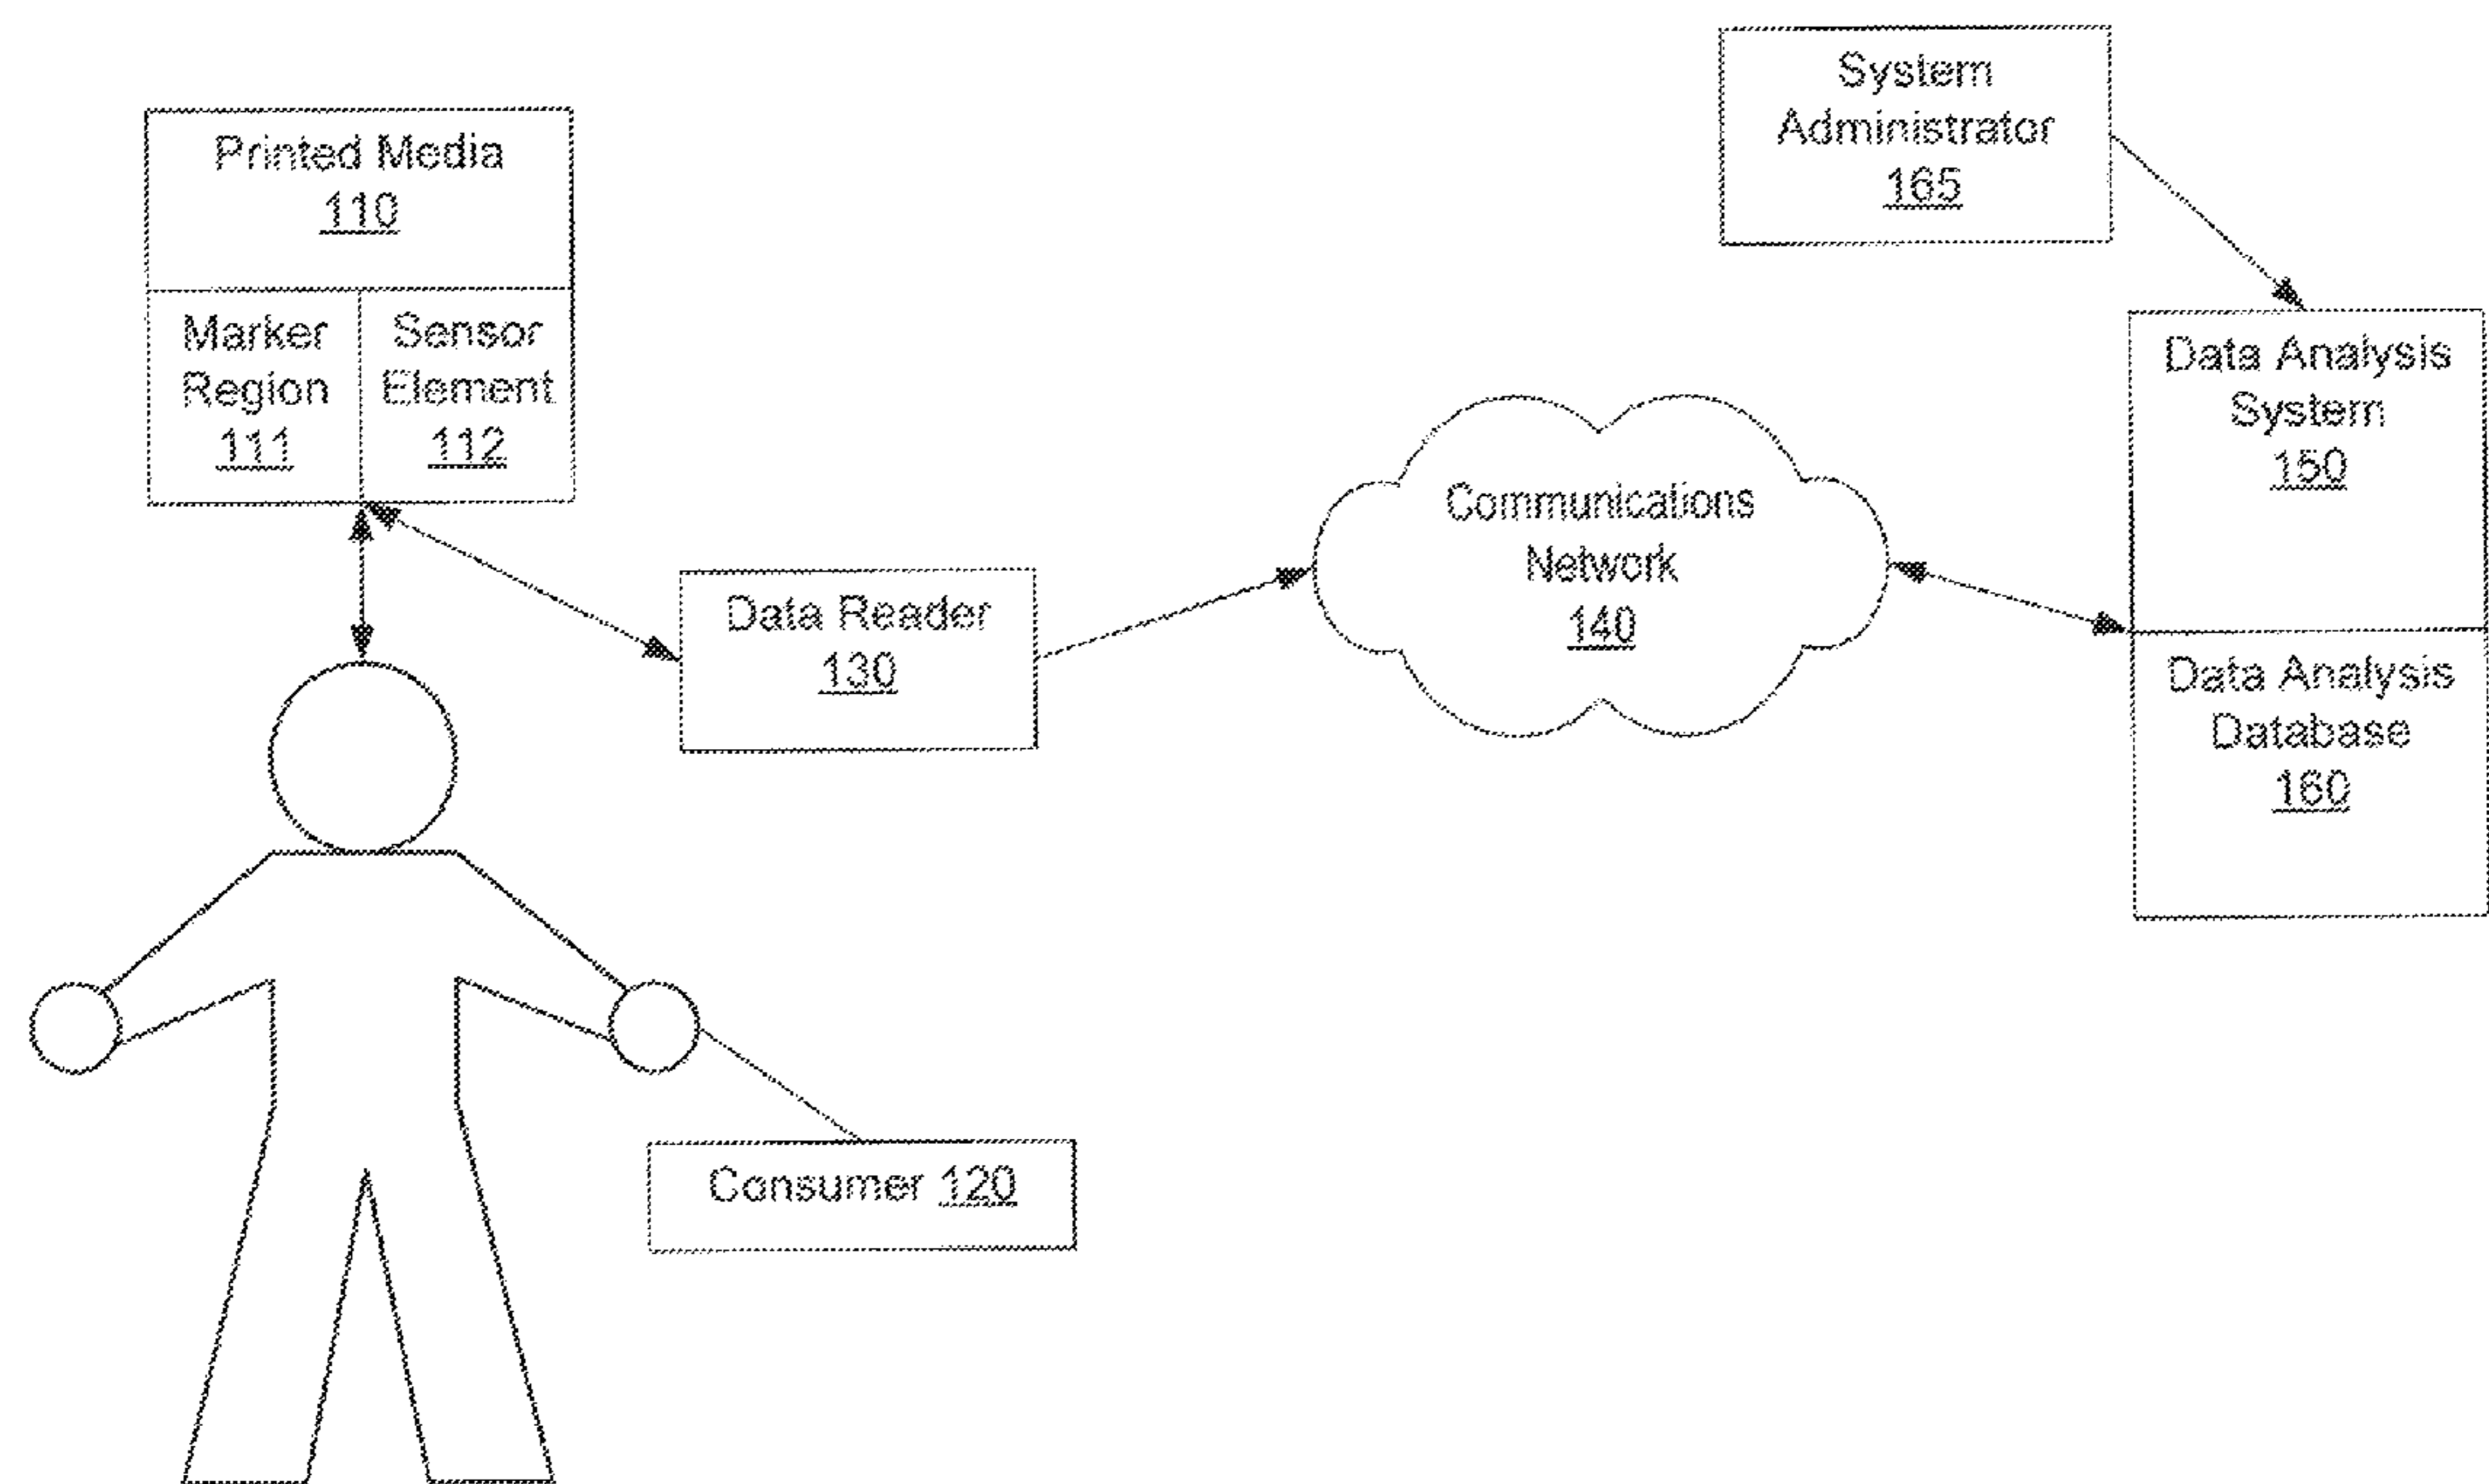 Printed Media
110
Marker
Region
111
Sensor
Element
112
System
Administrator
165
Data Analysis
System
150
Data Analysis
Database
160
Communications
Network
140
Data Reader
130
Consumer 120